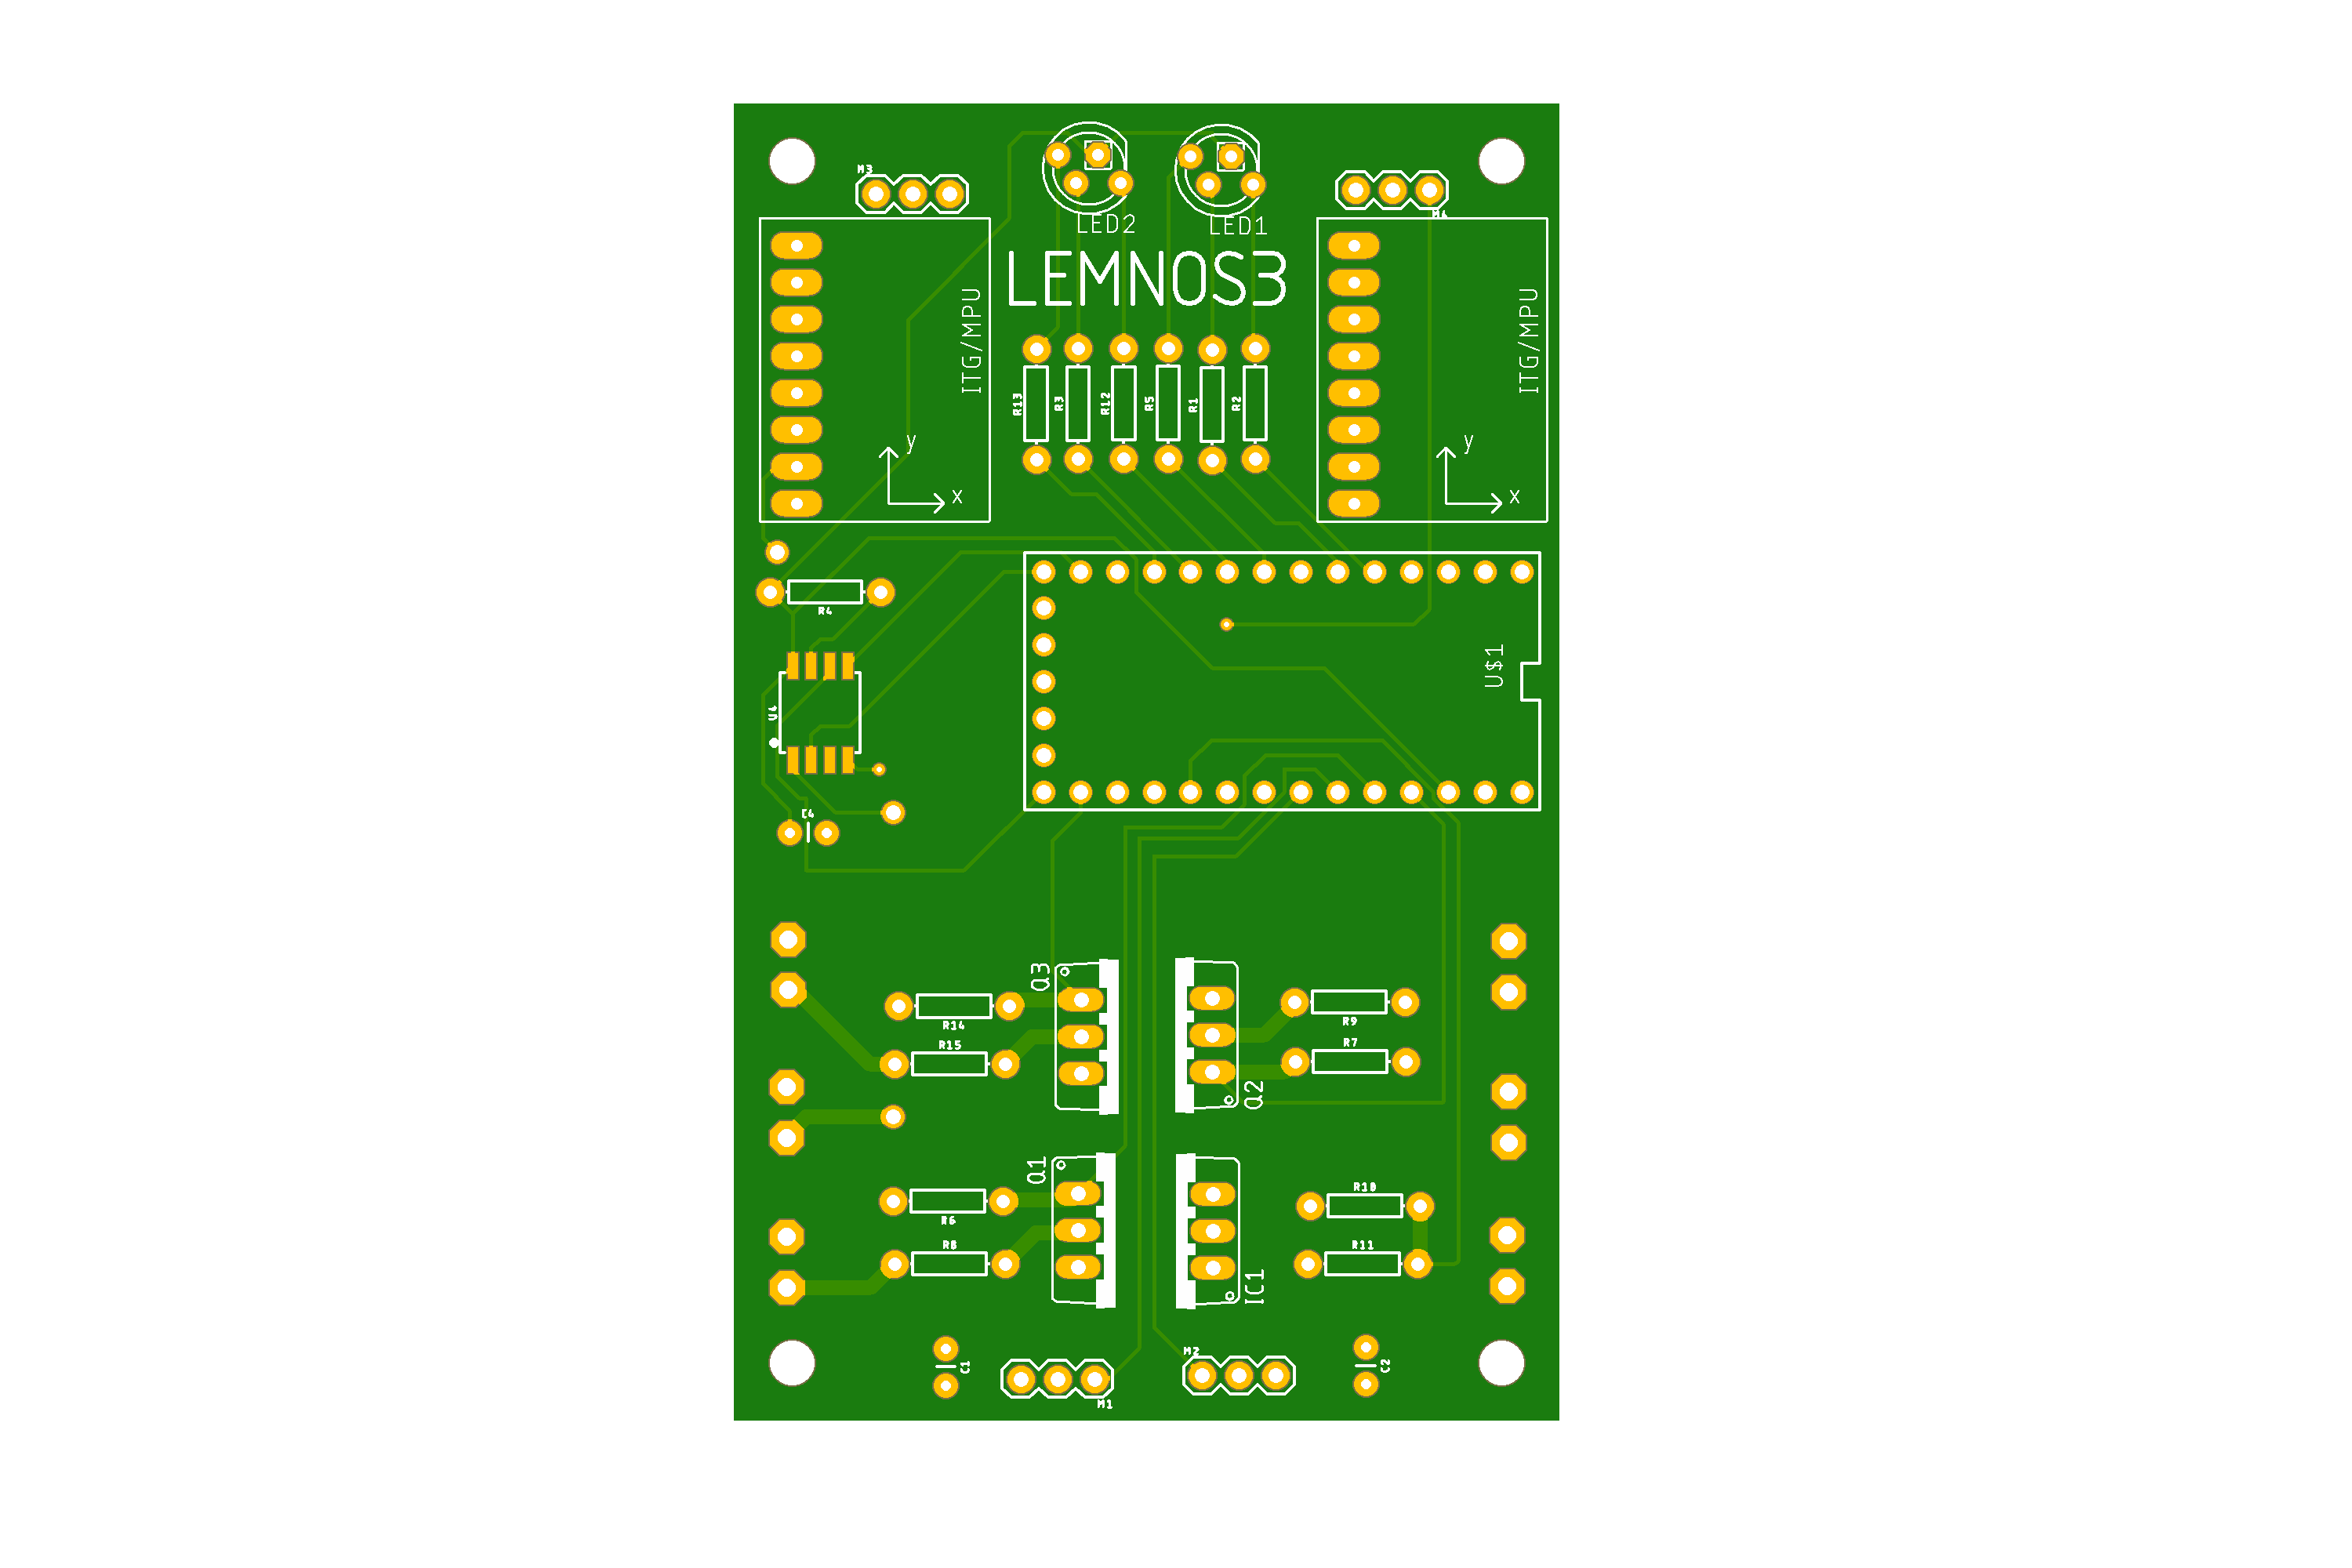 M3
M4
LED2
LED1
LEMNOS3
ITG/MPU
ITG/MPU
R13
R3
R12
R5
R1
R2
y
x
y
x
R4
U$1
U4
C4
Q3
R14
R9
R15
R7
Q2
Q1
R6
R10
R8
R11
IC1
M2
C1
C2
M1